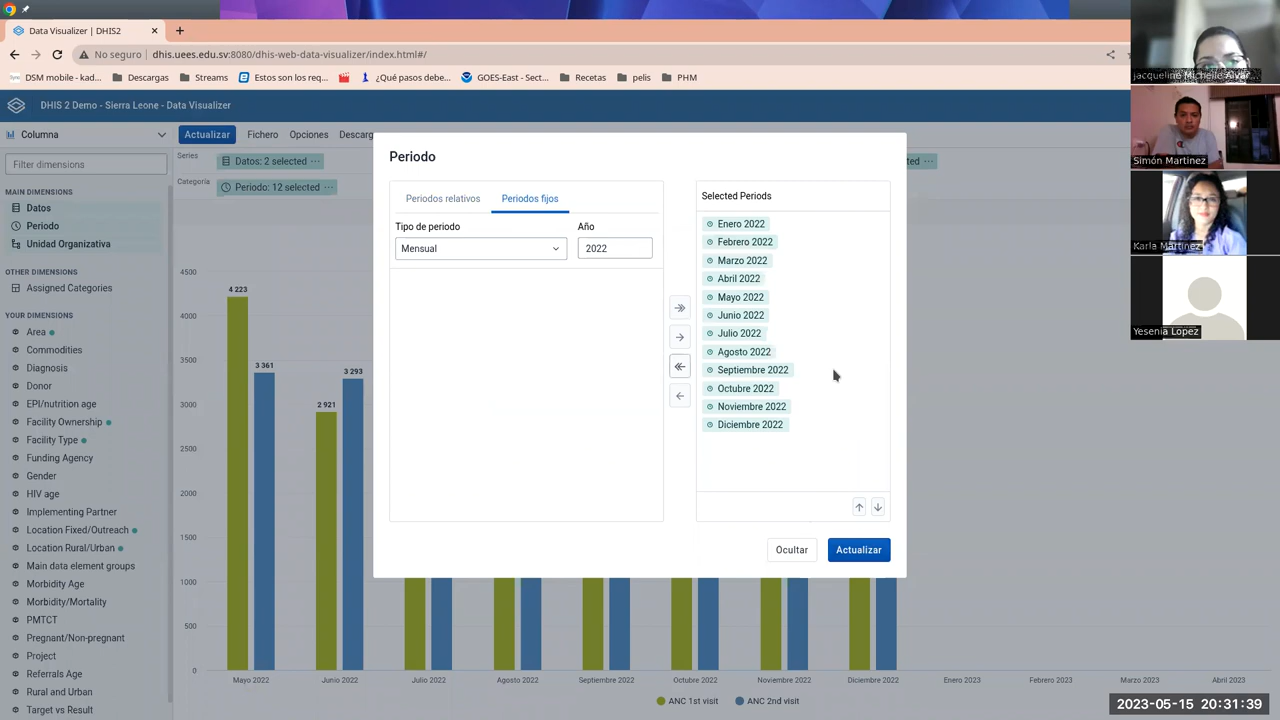 Data Visualizer | DHIS2
No seguro
dhis.uees.edu.sv:8080/dhis-web-data-visualizer/index.html#/
DSM mobile - kad...
Descargas
Streams
Estos son los req...
¿Qué pasos debe...
GOES-East - Sect...
Recetas
pelis
PHM
DHIS 2 Demo - Sierra Leone - Data Visualizer
Columna
Actualizar
Fichero
Opciones
Descarg
Filter dimensions
MAIN DIMENSIONS
Datos
Periodo
Unidad Organizativa
OTHER DIMENSIONS
Assigned Categories
YOUR DIMENSIONS
Area
Commodities
Diagnosis
Donor
EPI/nutrition age
Facility Ownership
Facility Type
Funding Agency
Gender
HIV age
Implementing Partner
Location Fixed/Outreach
Location Rural/Urban
Main data element groups
Morbidity Age
Morbidity/Mortality
PMTCT
Pregnant/Non-pregnant
Project
Referrals Age
Rural and Urban
Target vs Result
Series
Datos: 2 selected ···
ted ···
Categoría
Periodo: 12 selected ···
4500
4000
3500
3000
2500
2000
1500
1000
500
0
4 223
3 361
2 921
3 293
Mayo 2022
Junio 2022
Julio 2022
Agosto 2022
Septiembre 2022
Octubre 2022
Noviembre 2022
Diciembre 2022
Enero 2023
Febrero 2023
Marzo 2023
Abril 2023
ANC 1st visit
ANC 2nd visit
Periodo
Periodos relativos
Periodos fijos
Tipo de periodo
Año
Mensual
2022
Selected Periods
Enero 2022
Febrero 2022
Marzo 2022
Abril 2022
Mayo 2022
Junio 2022
Julio 2022
Agosto 2022
Septiembre 2022
Octubre 2022
Noviembre 2022
Diciembre 2022
Ocultar
Actualizar
Jacqueline Michelle Alvar...
Simón Martinez
Karla Martinez
Yesenia Lopez
2023-05-15 20:31:39